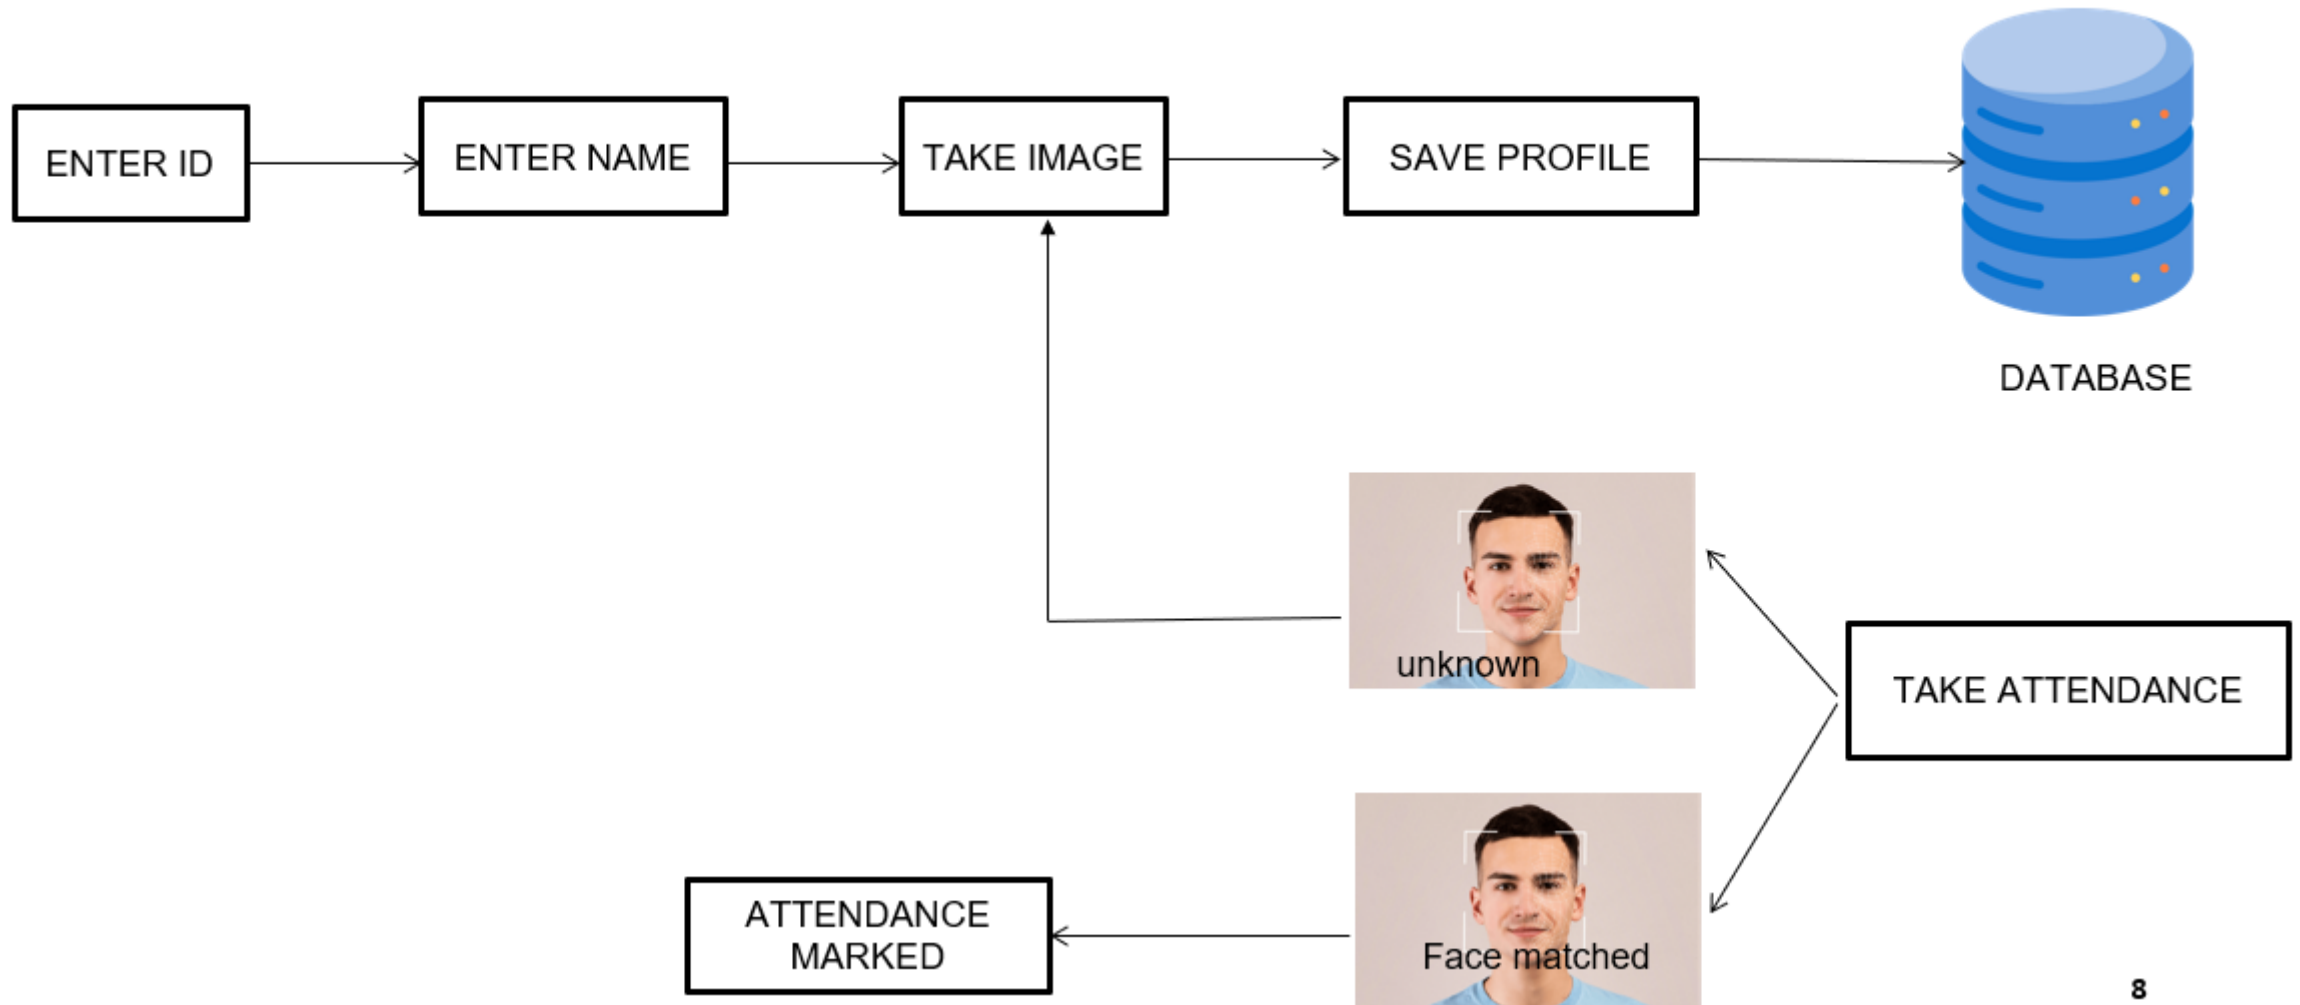 ENTER ID
ENTER NAME
TAKE IMAGE
SAVE PROFILE
DATABASE
unknown
TAKE ATTENDANCE
ATTENDANCE
MARKED
Face matched
8